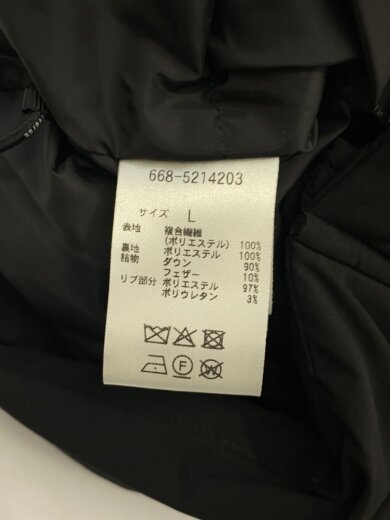 668-5214203
サイズ L
表地 複合繊維
(ポリエステル) 100%
裏地 ポリエステル 100%
詰物 ダウン 90%
フェザー 10%
リブ部分 ポリエステル 97%
ポリウレタン 3%